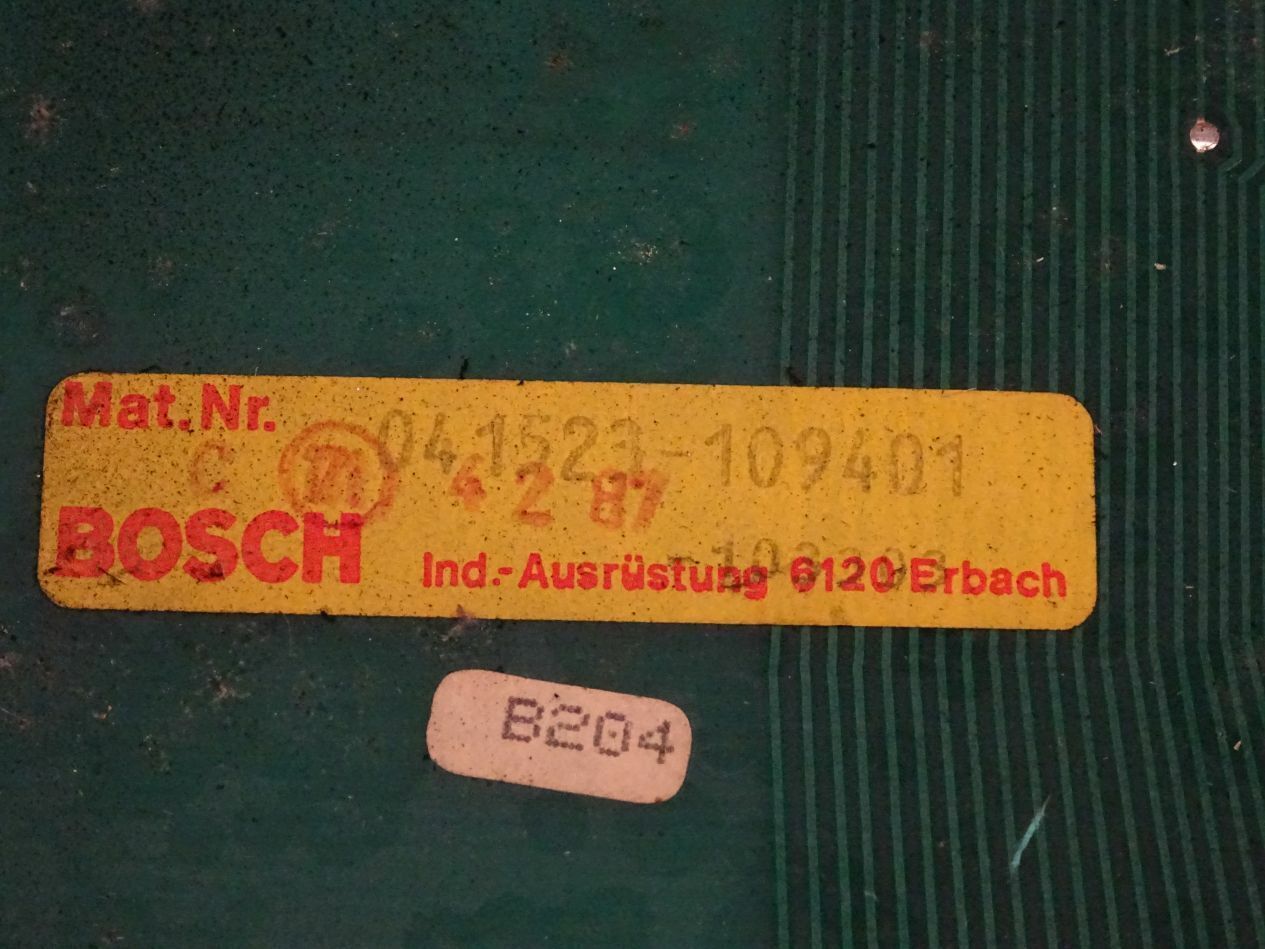 Mat.Nr.
041523-109401
C m 4 2 87
BOSCH
Ind.-Ausrüstung 6120 Erbach
B204